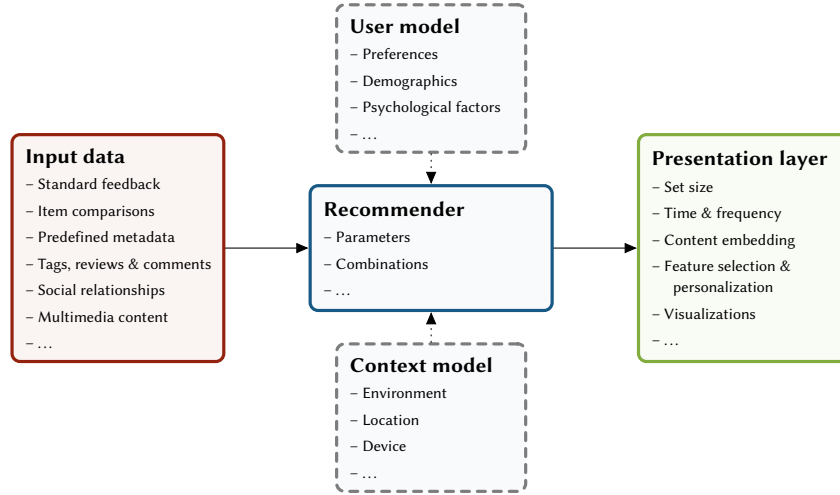 User model
– Preferences
– Demographics
– Psychological factors
– …
Input data
– Standard feedback
– Item comparisons
– Predefined metadata
– Tags, reviews & comments
– Social relationships
– Multimedia content
– …
Recommender
– Parameters
– Combinations
– …
Presentation layer
– Set size
– Time & frequency
– Content embedding
– Feature selection &
personalization
– Visualizations
– …
Context model
– Environment
– Location
– Device
– …